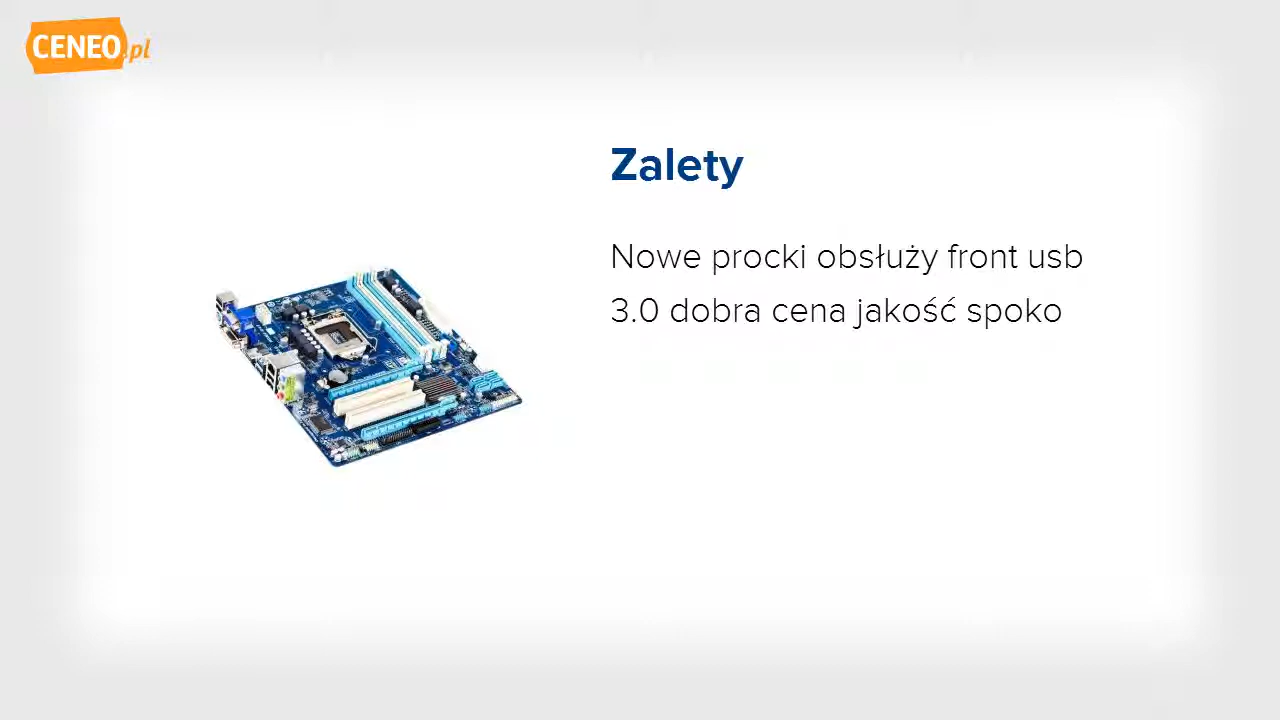 CENEO.pl
Zalety
Nowe procki obsłuży front usb
3.0 dobra cena jakość spoko